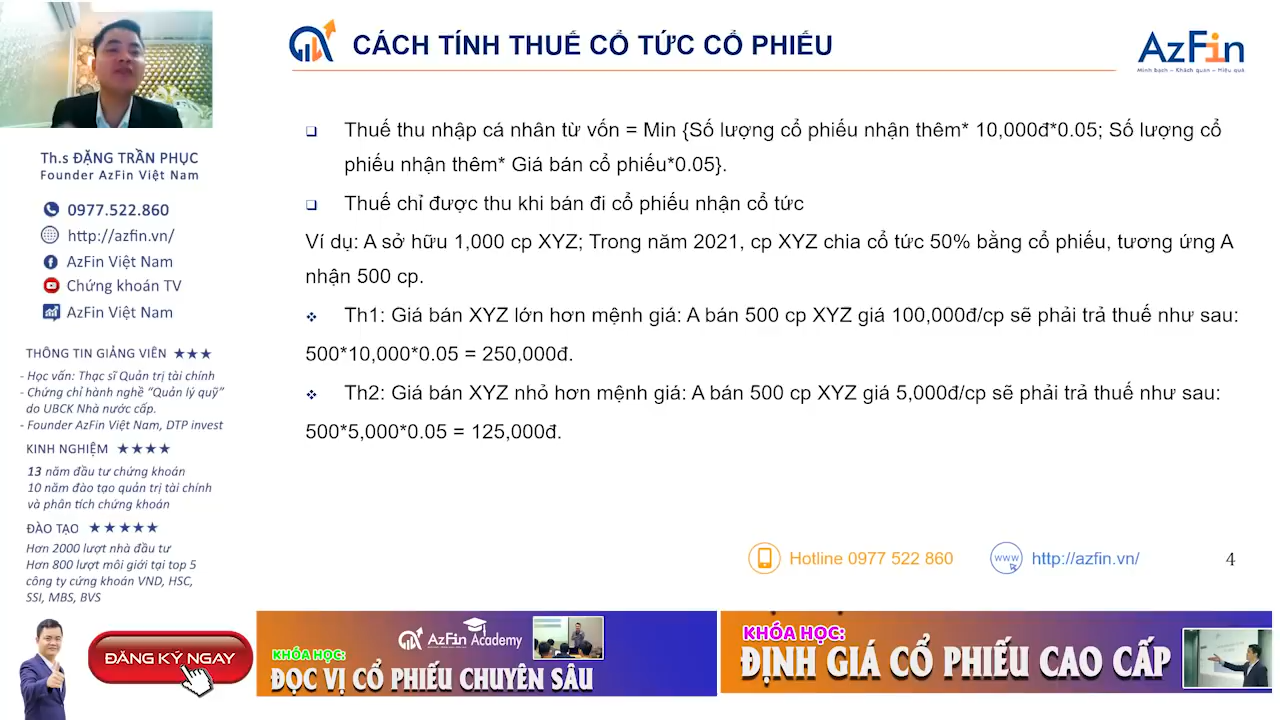 CÁCH TÍNH THUẾ CỔ TỨC CỔ PHIẾU
AzFin
Minh bạch – Khách quan – Hiệu quả
Thuế thu nhập cá nhân từ vốn = Min {Số lượng cổ phiếu nhận thêm* 10,000đ*0.05; Số lượng cổ
phiếu nhận thêm* Giá bán cổ phiếu*0.05}.
Thuế chỉ được thu khi bán đi cổ phiếu nhận cổ tức
Ví dụ: A sở hữu 1,000 cp XYZ; Trong năm 2021, cp XYZ chia cổ tức 50% bằng cổ phiếu, tương ứng A
nhận 500 cp.
Th1: Giá bán XYZ lớn hơn mệnh giá: A bán 500 cp XYZ giá 100,000đ/cp sẽ phải trả thuế như sau:
500*10,000*0.05 = 250,000đ.
Th2: Giá bán XYZ nhỏ hơn mệnh giá: A bán 500 cp XYZ giá 5,000đ/cp sẽ phải trả thuế như sau:
500*5,000*0.05 = 125,000đ.
Hotline 0977 522 860
www
http://azfin.vn/
4
Th.s ĐẶNG TRẦN PHỤC
Founder AzFin Việt Nam
0977.522.860
http://azfin.vn/
AzFin Việt Nam
Chứng khoán TV
AzFin Việt Nam
THÔNG TIN GIẢNG VIÊN ★★★
- Học vấn: Thạc sĩ Quản trị tài chính
- Chứng chỉ hành nghề “Quản lý quỹ”
do UBCK Nhà nước cấp.
- Founder AzFin Việt Nam, DTP invest
KINH NGHIỆM ★★★★
13 năm đầu tư chứng khoán
10 năm đào tạo quản trị tài chính
và phân tích chứng khoán
ĐÀO TẠO ★★★★★
Hơn 2000 lượt nhà đầu tư
Hơn 800 lượt môi giới tại top 5
công ty cứng khoán VND, HSC,
SSI, MBS, BVS
ĐĂNG KÝ NGAY
AzFin Academy
KHÓA HỌC:
ĐỌC VỊ CỔ PHIẾU CHUYÊN SÂU
KHÓA HỌC:
ĐỊNH GIÁ CỔ PHIẾU CAO CẤP